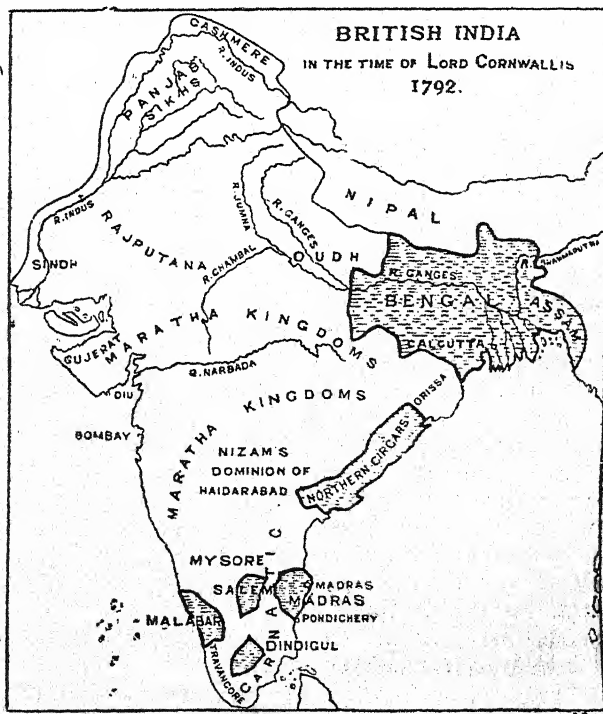 BRITISH INDIA
IN THE TIME OF LORD CORNWALLIS
1792.
CASHMERE
R. INDUS
PANJAB
SIKHS
R. INDUS
RAJPUTANA
SINDH
R. JUMNA
R. GANGES
NIPAL
R. CHAMBAL
OUDH
R. GANGES
R. BRAHMAPUTRA
BENGAL
ASSAM
GUJERAT
MARATHA KINGDOMS
CALCUTTA
R. NARBADA
DIU
MARATHA KINGDOMS
ORISSA
BOMBAY
NIZAM'S
DOMINION OF
HAIDARABAD
NORTHERN CIRCARS
MYSORE
CARNATIC
SALEM
MADRAS
MADRAS
MALABAR
PONDICHERY
DINDIGUL
TRAVANCORE